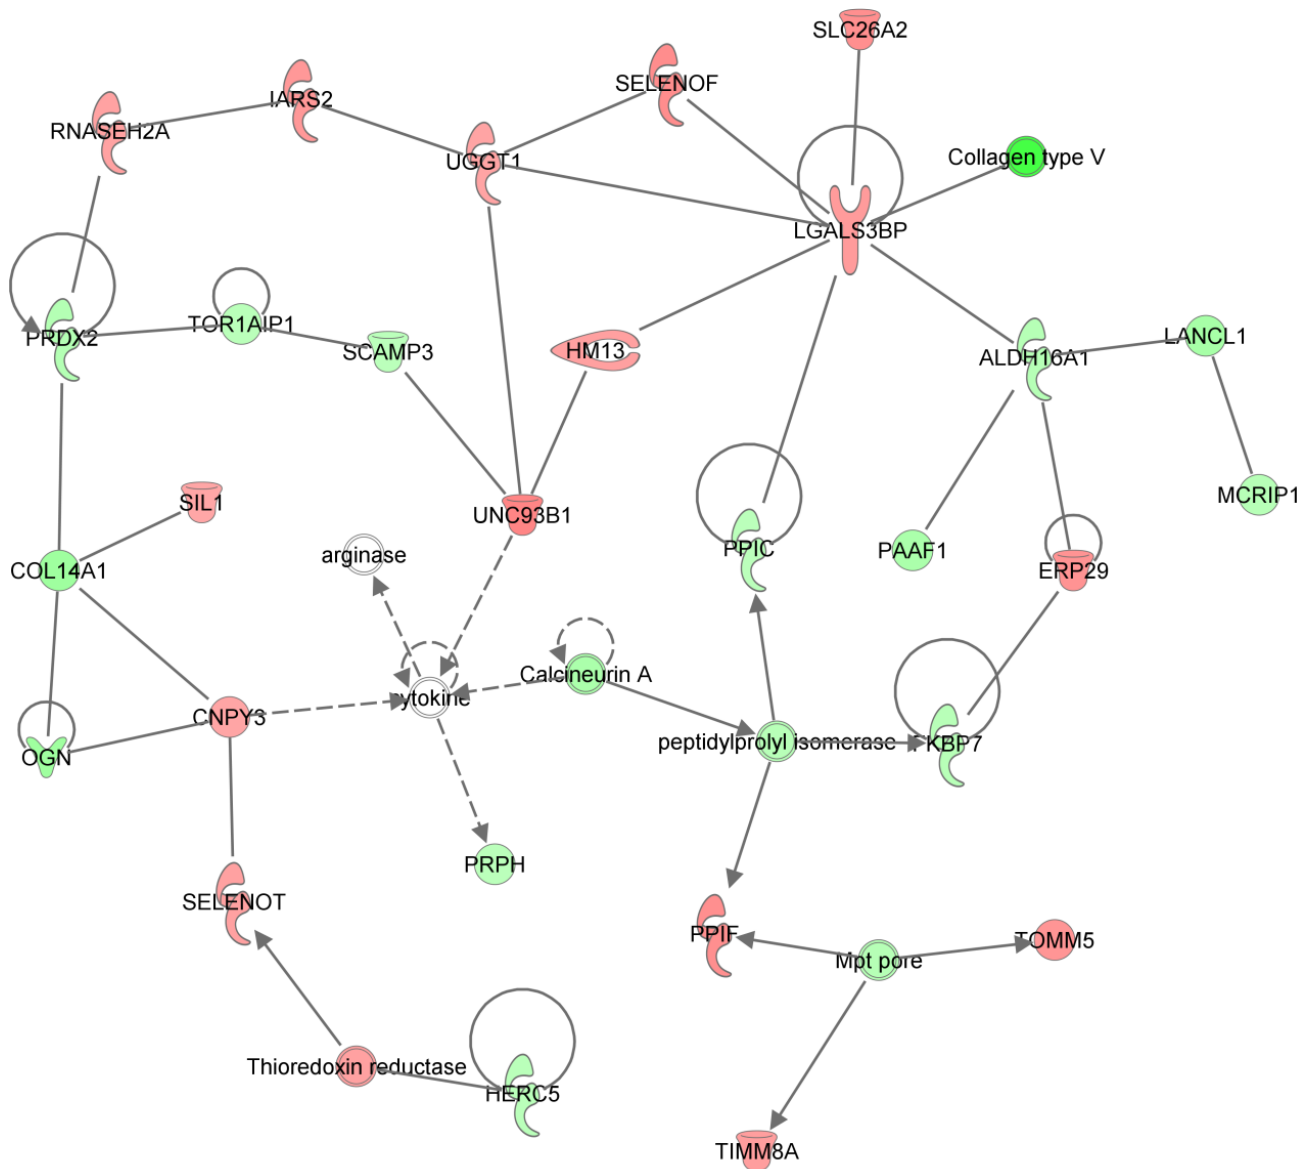 SLC26A2
SELENOF
IARS2
RNASEH2A
UGGT1
Collagen type V
LGALS3BP
PRDX2
TOR1AIP1
SCAMP3
HM13
ALDH16A1
LANCL1
SIL1
UNC93B1
MCRIP1
arginase
PPIC
PAAF1
COL14A1
ERP29
Calcineurin A
cytokine
CNPY3
OGN
peptidylprolyl isomerase
FKBP7
PRPH
SELENOT
PPIF
TOMM5
Mpt pore
Thioredoxin reductase
HERC5
TIMM8A